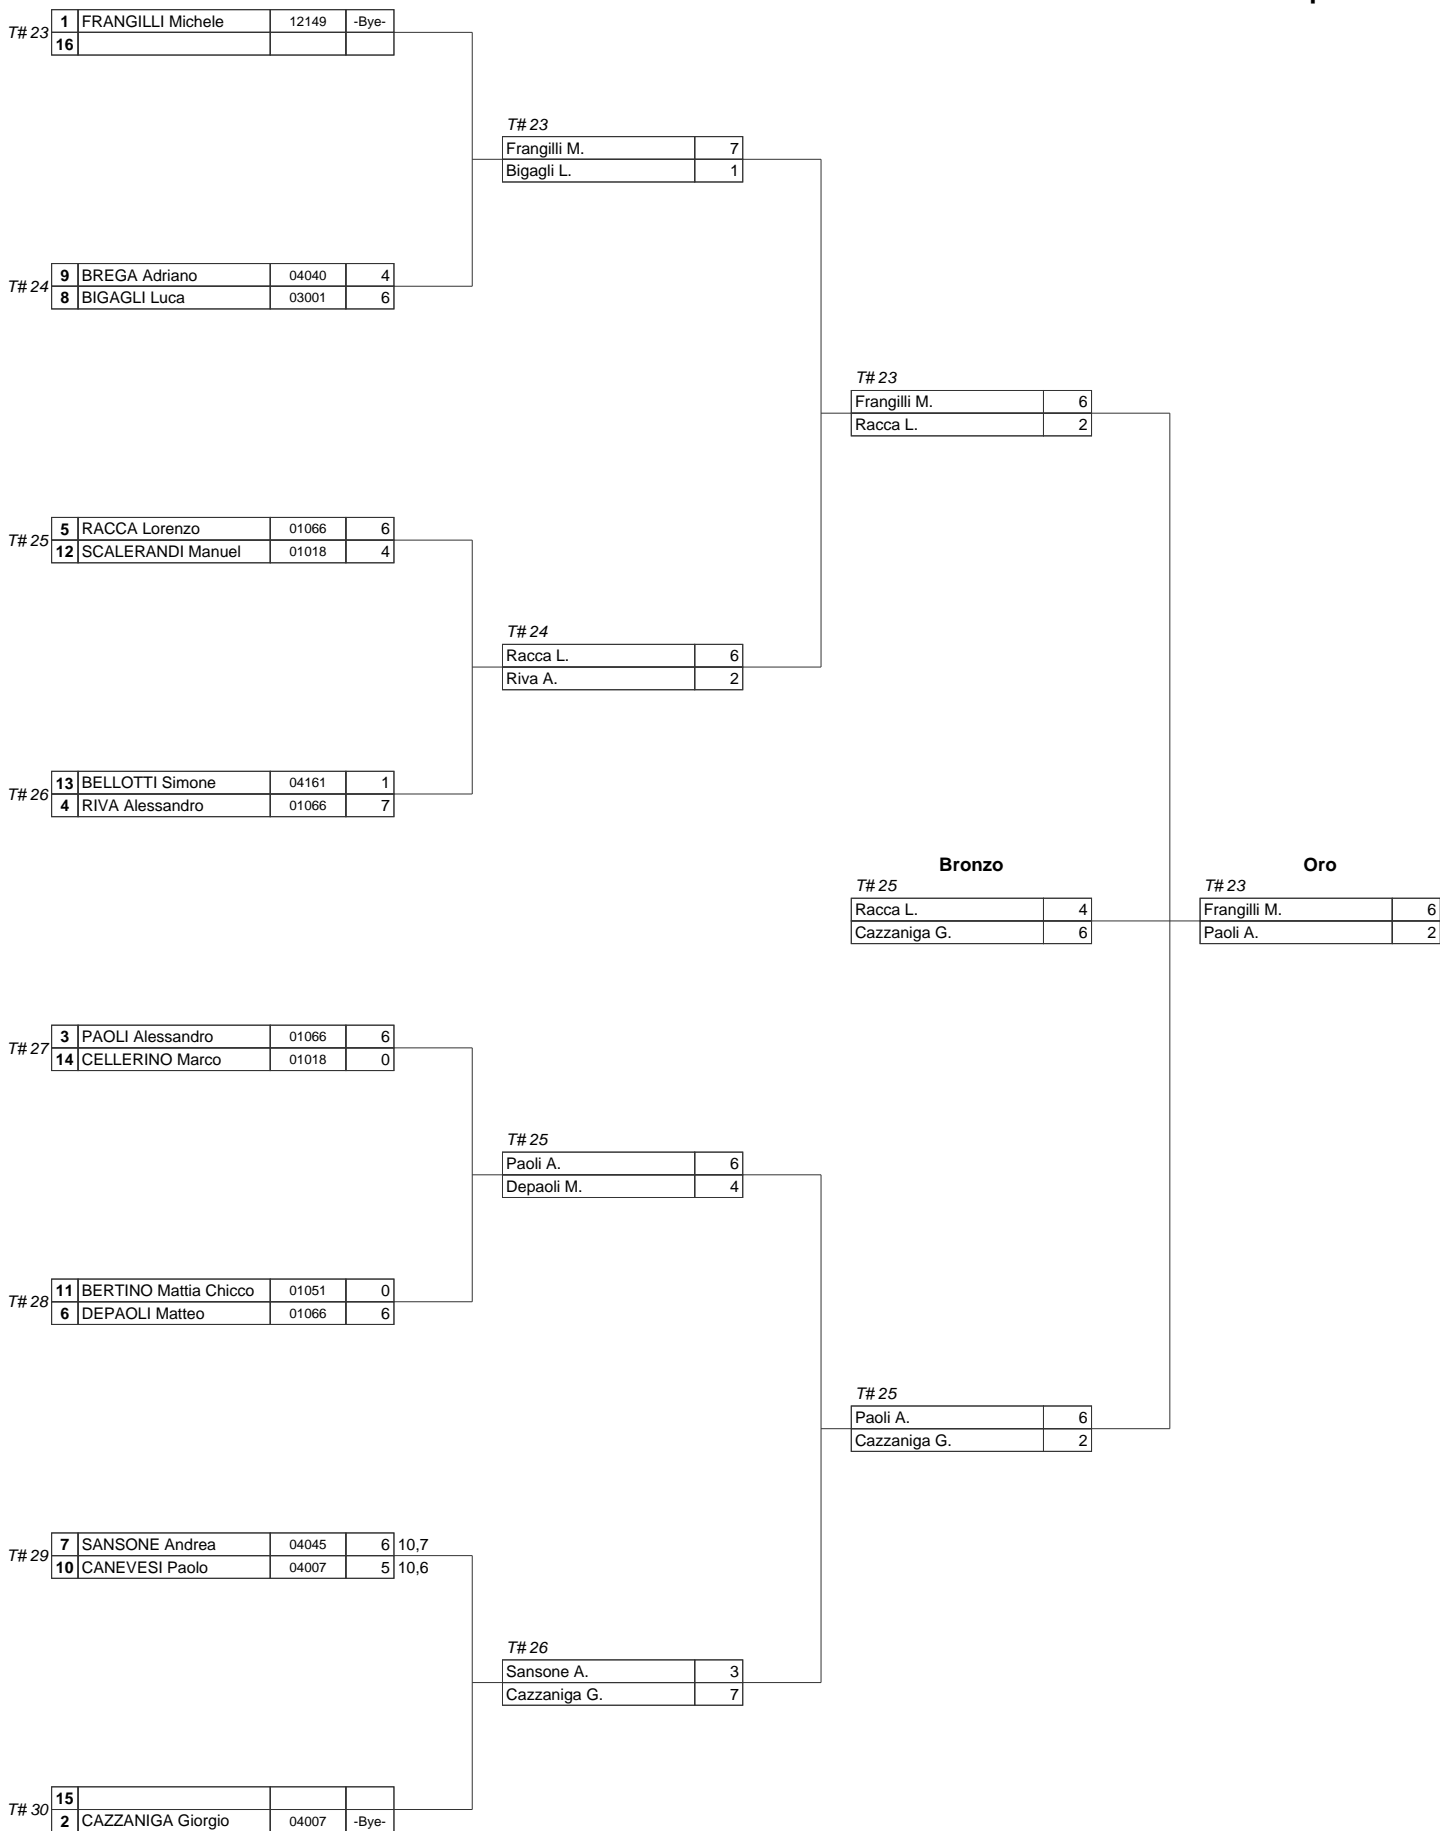 T# 23 1 FRANGILLI Michele 12149 -Bye-
16
T# 23
Frangilli M. 7
Bigagli L. 1
T# 24 9 BREGA Adriano 04040 4
8 BIGAGLI Luca 03001 6
T# 23
Frangilli M. 6
Racca L. 2
T# 25 5 RACCA Lorenzo 01066 6
12 SCALERANDI Manuel 01018 4
T# 24
Racca L. 6
Riva A. 2
T# 26 13 BELLOTTI Simone 04161 1
4 RIVA Alessandro 01066 7
Bronzo Oro
T# 25 T# 23
Racca L. 4 Frangilli M. 6
Cazzaniga G. 6 Paoli A. 2
T# 27 3 PAOLI Alessandro 01066 6
14 CELLERINO Marco 01018 0
T# 25
Paoli A. 6
Depaoli M. 4
T# 28 11 BERTINO Mattia Chicco 01051 0
6 DEPAOLI Matteo 01066 6
T# 25
Paoli A. 6
Cazzaniga G. 2
T# 29 7 SANSONE Andrea 04045 6 10,7
10 CANEVESI Paolo 04007 5 10,6
T# 26
Sansone A. 3
Cazzaniga G. 7
T# 30 15
2 CAZZANIGA Giorgio 04007 -Bye-